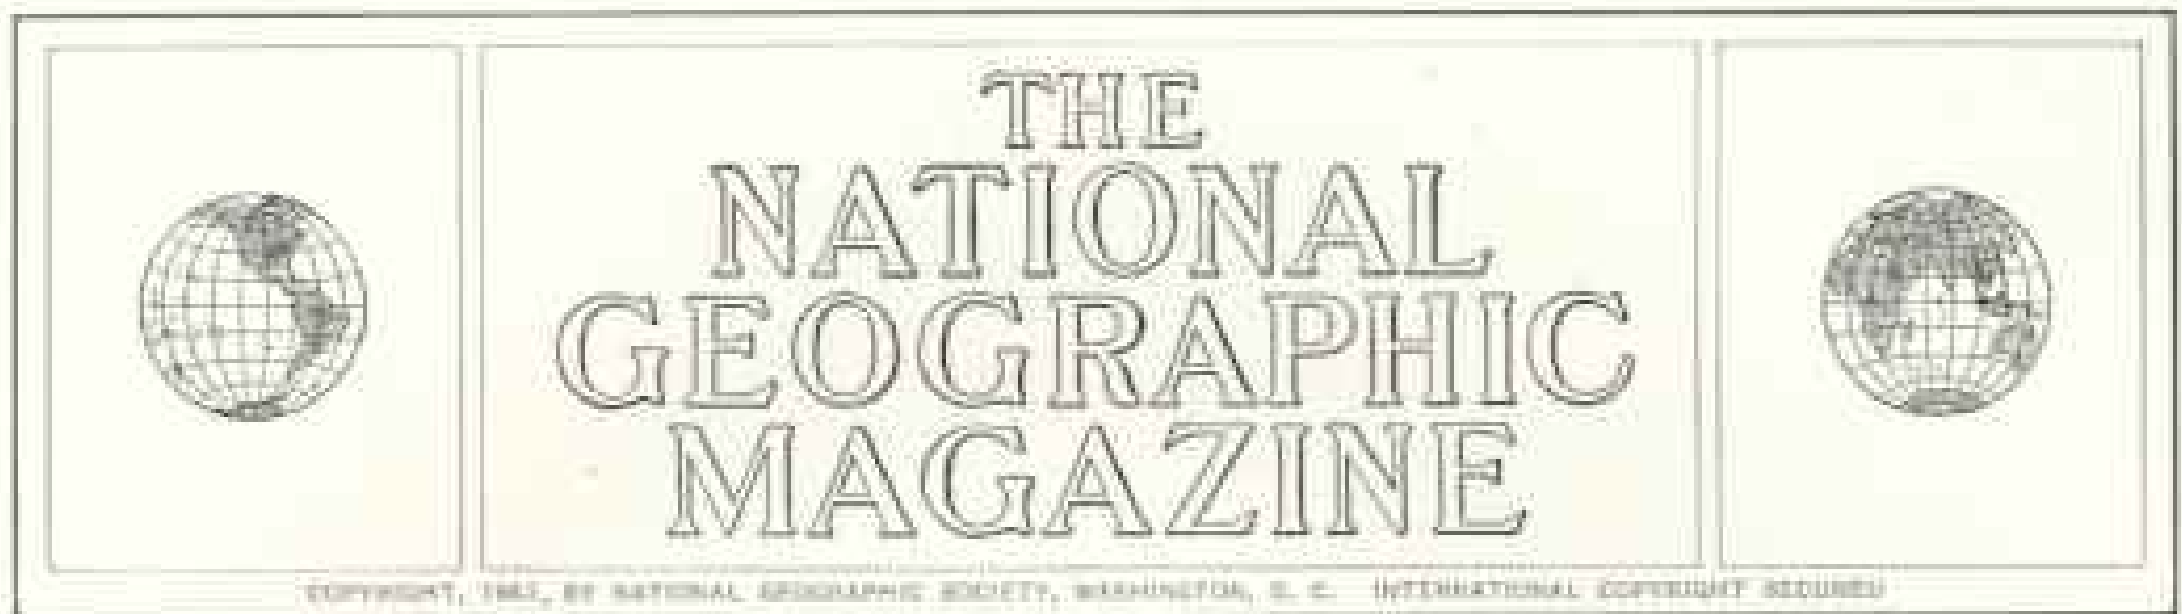 THE
NATIONAL
GEOGRAPHIC
MAGAZINE
COPYRIGHT, BY NATIONAL GEOGRAPHIC SOCIETY, WASHINGTON, D. C. INTERNATIONAL COPYRIGHT SECURED